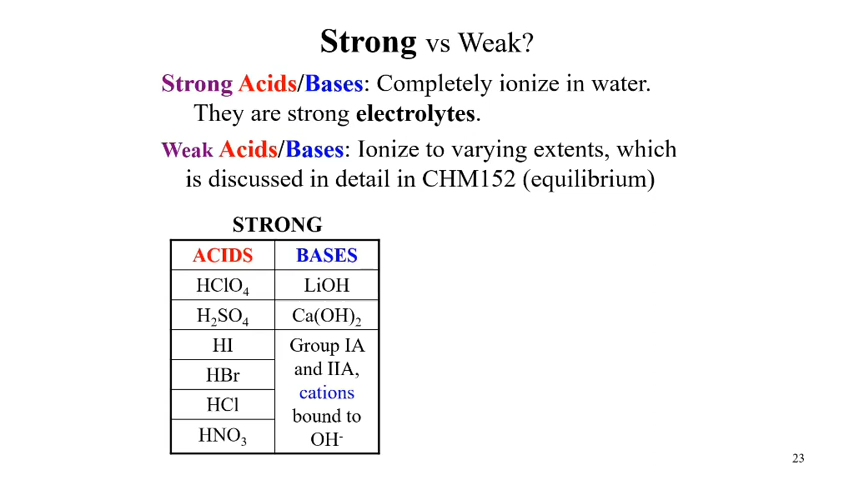 Strong vs Weak?
Strong Acids/Bases: Completely ionize in water.
They are strong electrolytes.
Weak Acids/Bases: Ionize to varying extents, which
is discussed in detail in CHM152 (equilibrium)
STRONG
ACIDS BASES
HClO₄ LiOH
H₂SO₄ Ca(OH)₂
HI Group IA
HBr and IIA,
cations
HCl bound to
HNO₃ OH⁻
23